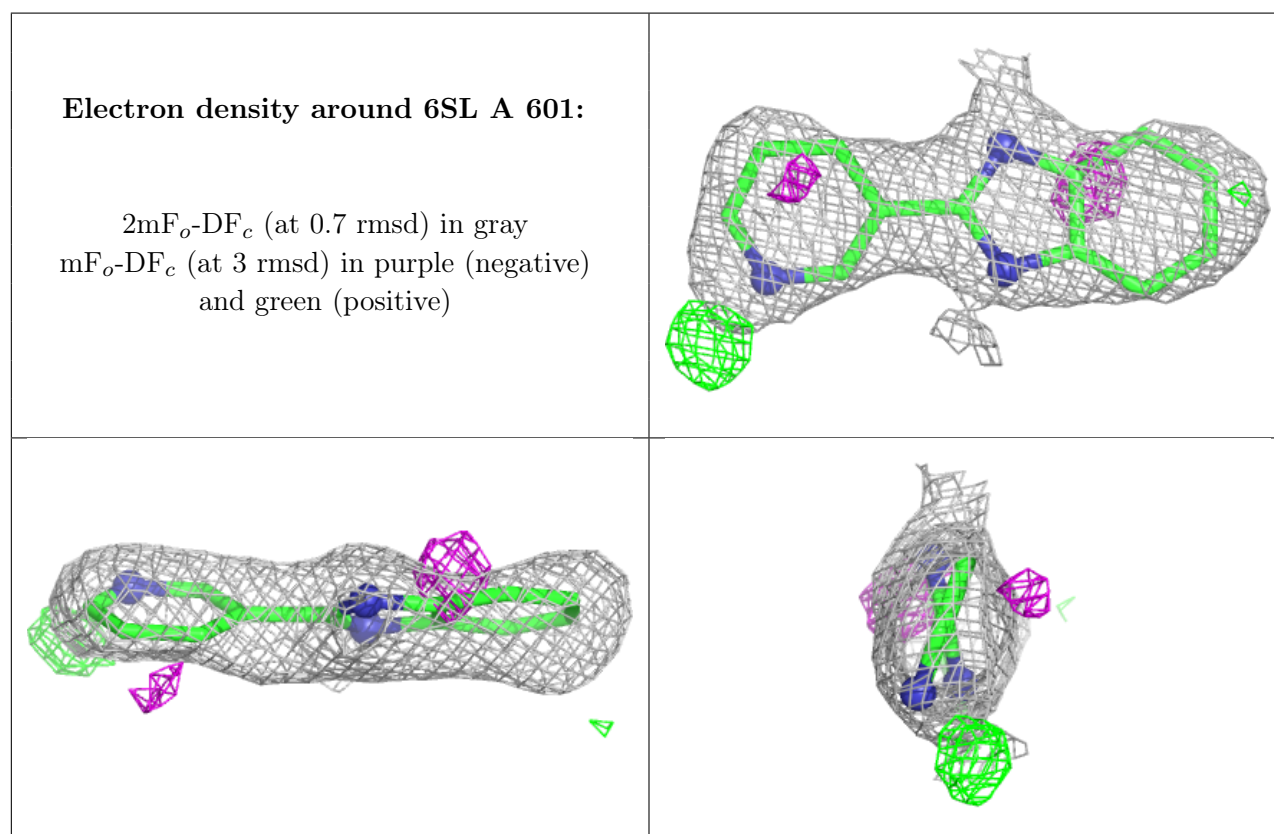 Electron density around 6SL A 601:
2mFₒ-DF𝒸 (at 0.7 rmsd) in gray
mFₒ-DF𝒸 (at 3 rmsd) in purple (negative)
and green (positive)